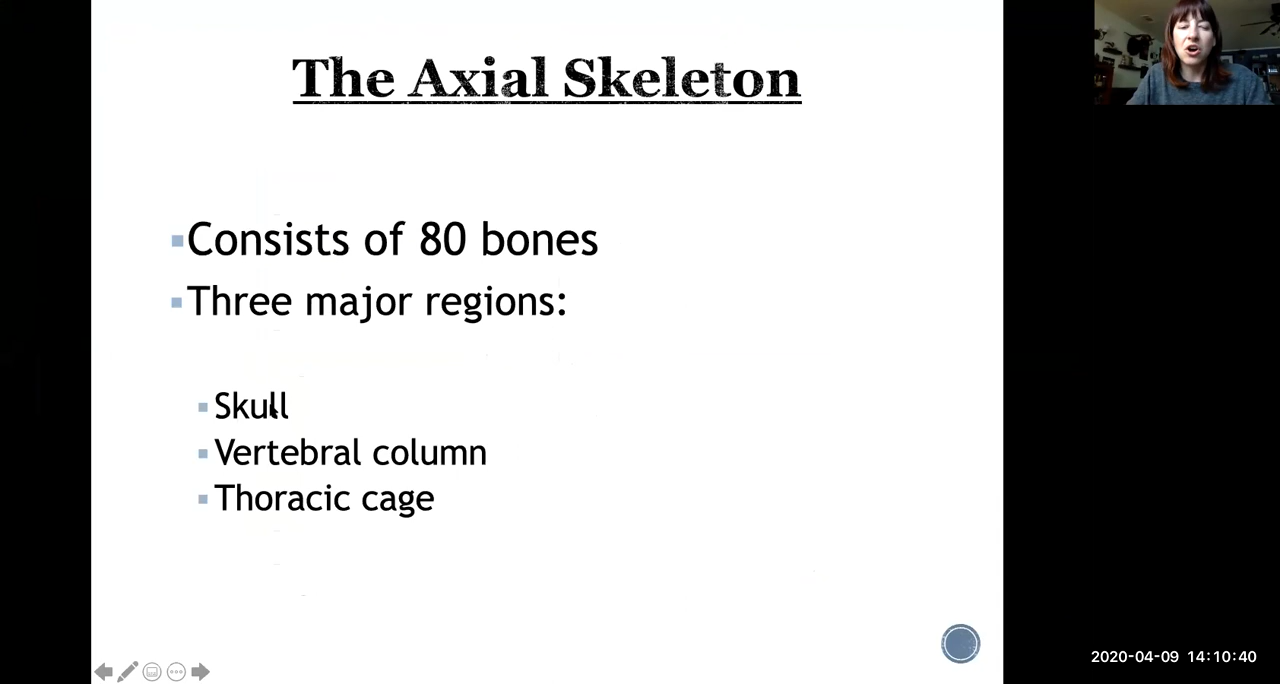 The Axial Skeleton
Consists of 80 bones
Three major regions:
Skull
Vertebral column
Thoracic cage
2020-04-09 14:10:40